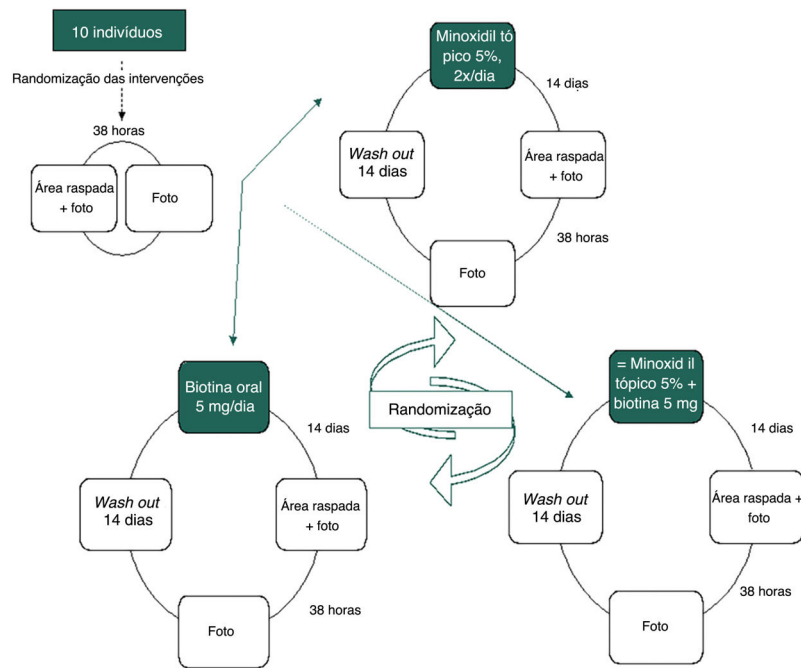 10 indivíduos
Randomização das intervenções
38 horas
Área raspada
+ foto
Foto
Minoxidil tó
pico 5%,
2x/dia
14 dias
Wash out
14 dias
Área raspada
+ foto
38 horas
Foto
Biotina oral
5 mg/dia
14 dias
Wash out
14 dias
Área raspada
+ foto
38 horas
Foto
Randomização
= Minoxid il
tópico 5% +
biotina 5 mg
14 dias
Wash out
14 dias
Área raspada +
foto
38 horas
Foto